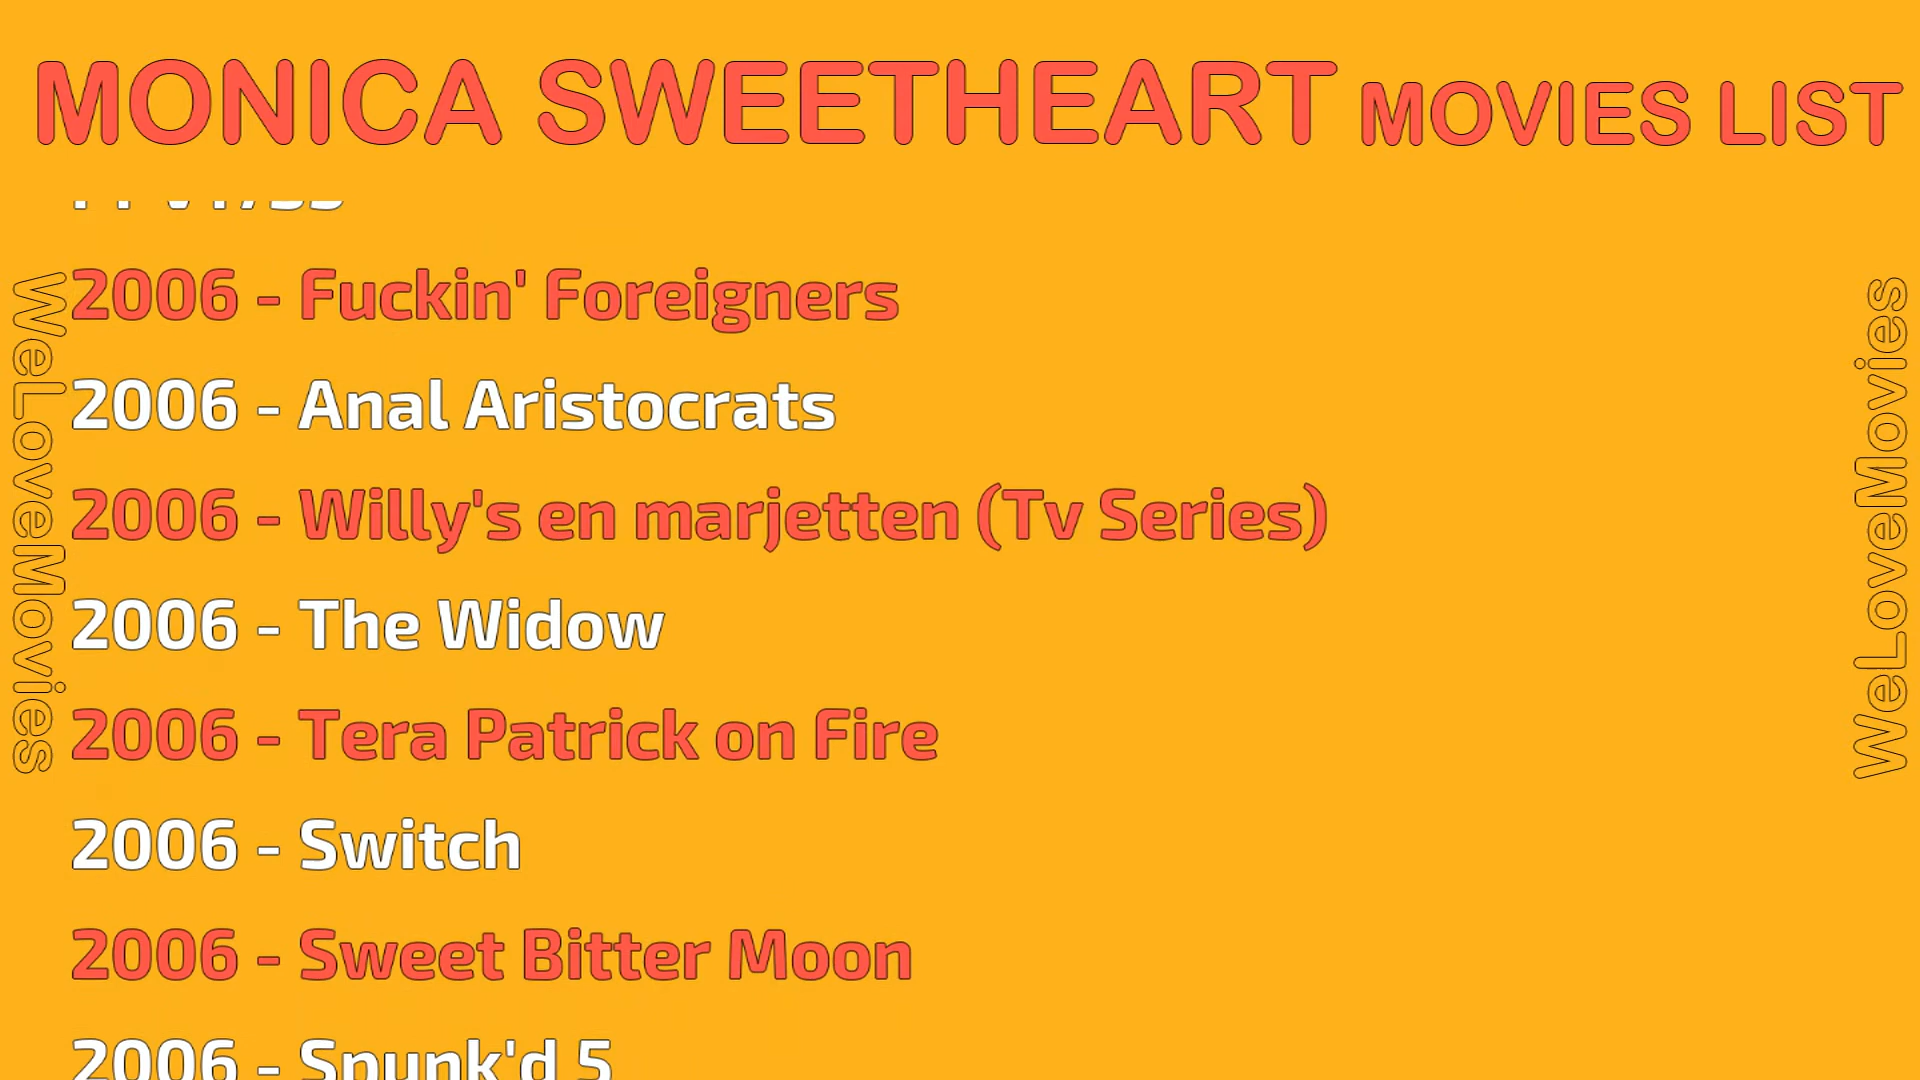 MONICA SWEETHEART MOVIES LIST
2006 - Fuckin' Foreigners
2006 - Anal Aristocrats
2006 - Willy's en marjetten (Tv Series)
2006 - The Widow
2006 - Tera Patrick on Fire
2006 - Switch
2006 - Sweet Bitter Moon
2006 - Spunk'd 5
WeLoveMovies
WeLoveMovies